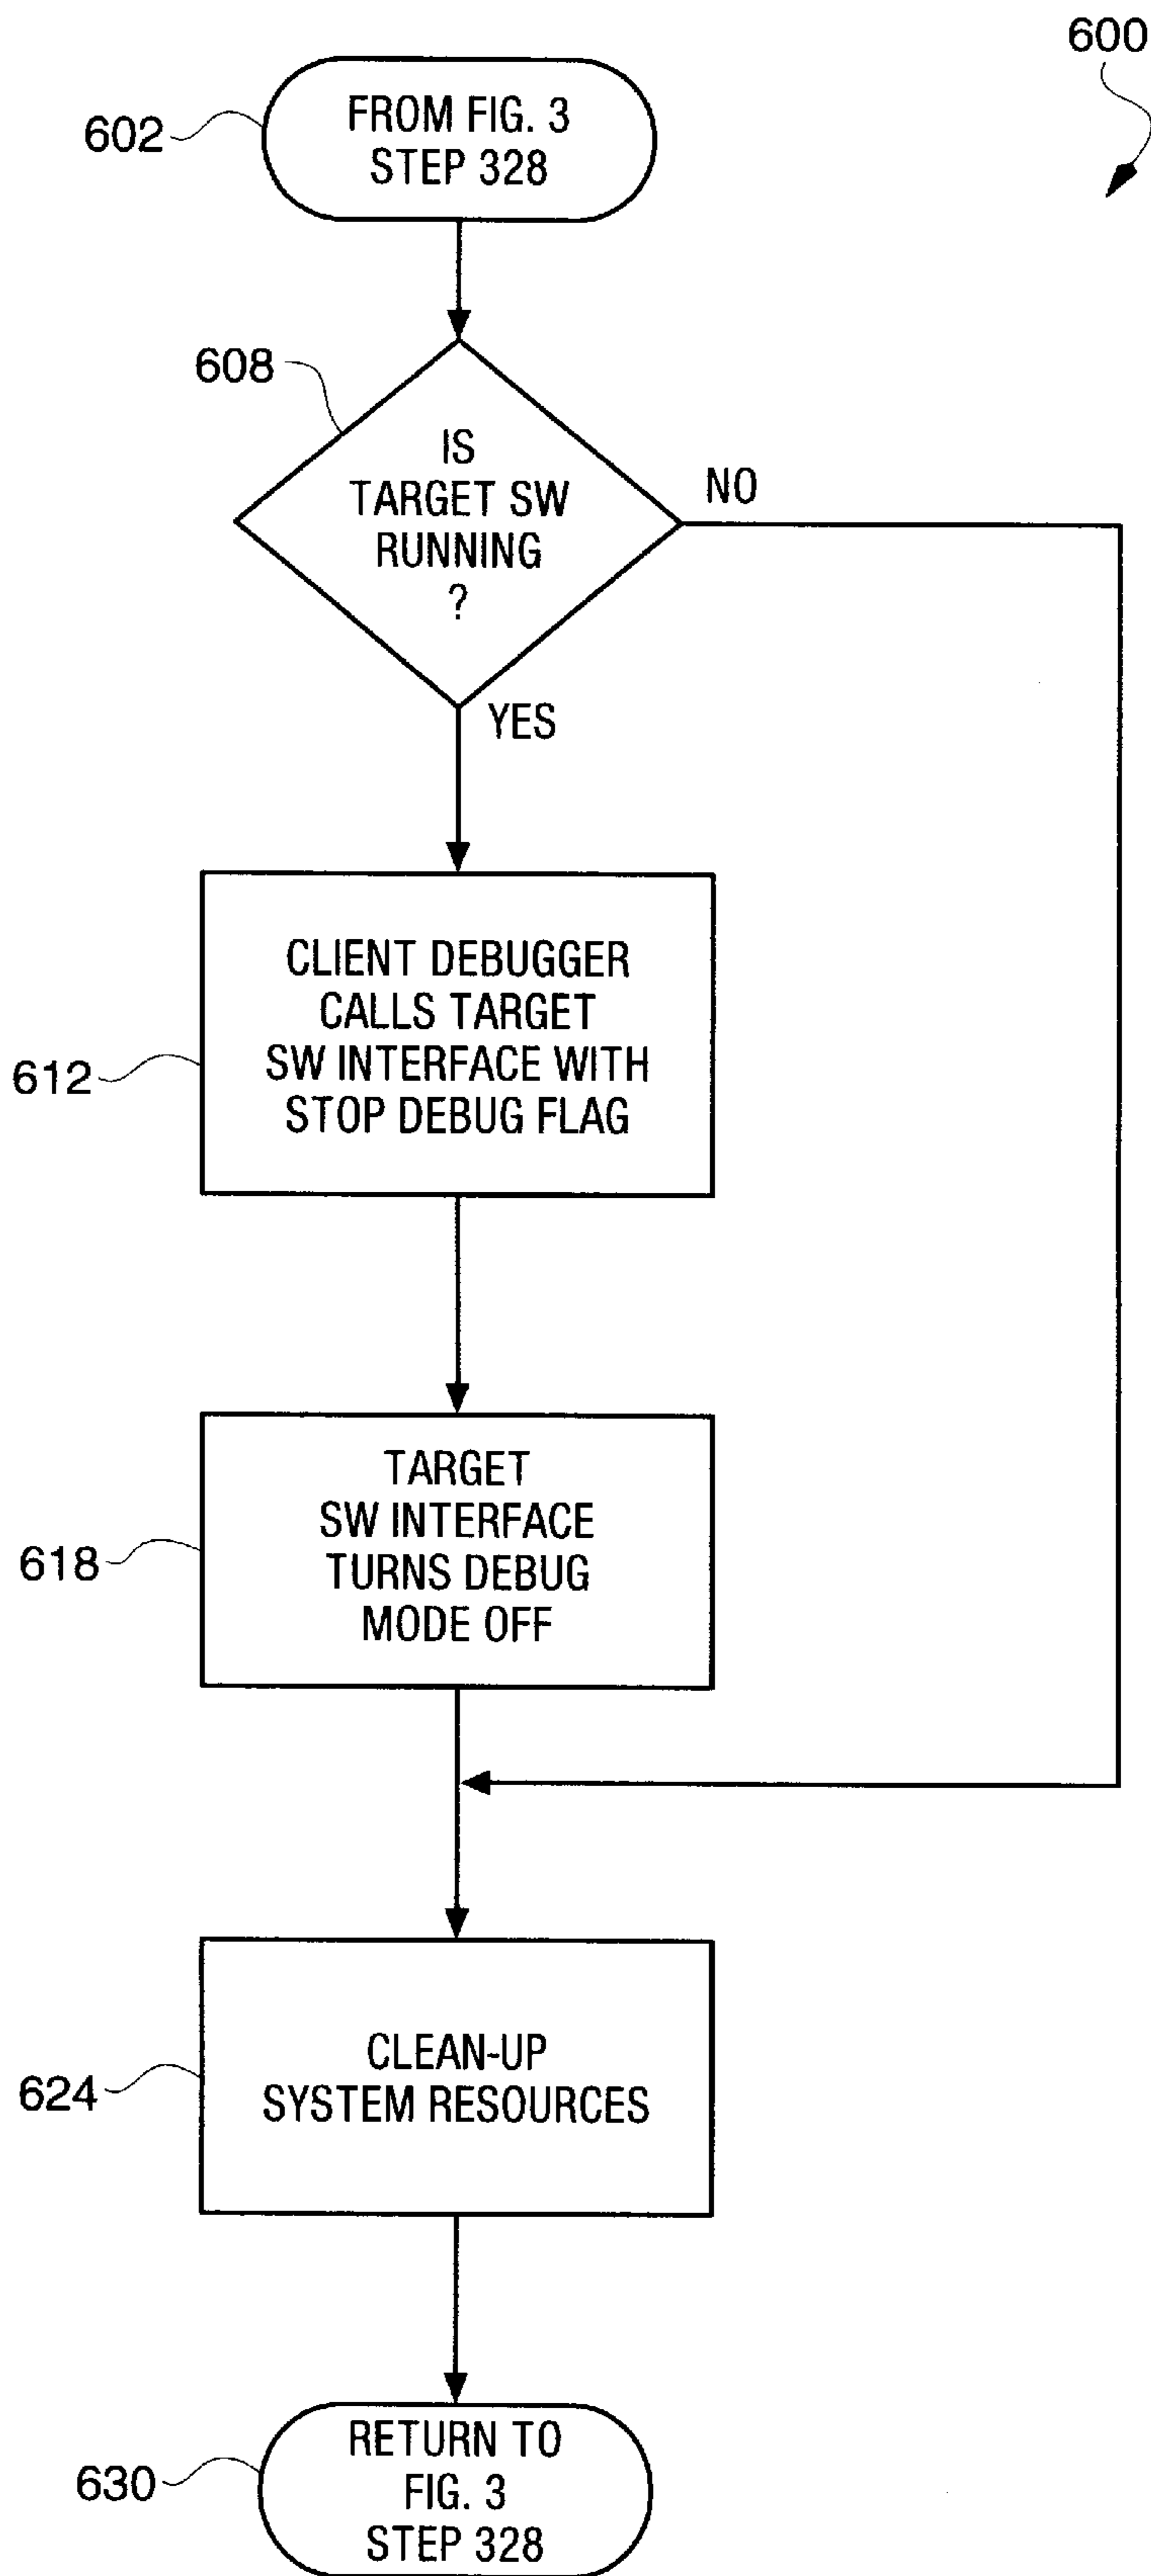 600
602
FROM FIG. 3
STEP 328
608
IS
TARGET SW
RUNNING
?
NO
YES
612
CLIENT DEBUGGER
CALLS TARGET
SW INTERFACE WITH
STOP DEBUG FLAG
618
TARGET
SW INTERFACE
TURNS DEBUG
MODE OFF
624
CLEAN-UP
SYSTEM RESOURCES
630
RETURN TO
FIG. 3
STEP 328